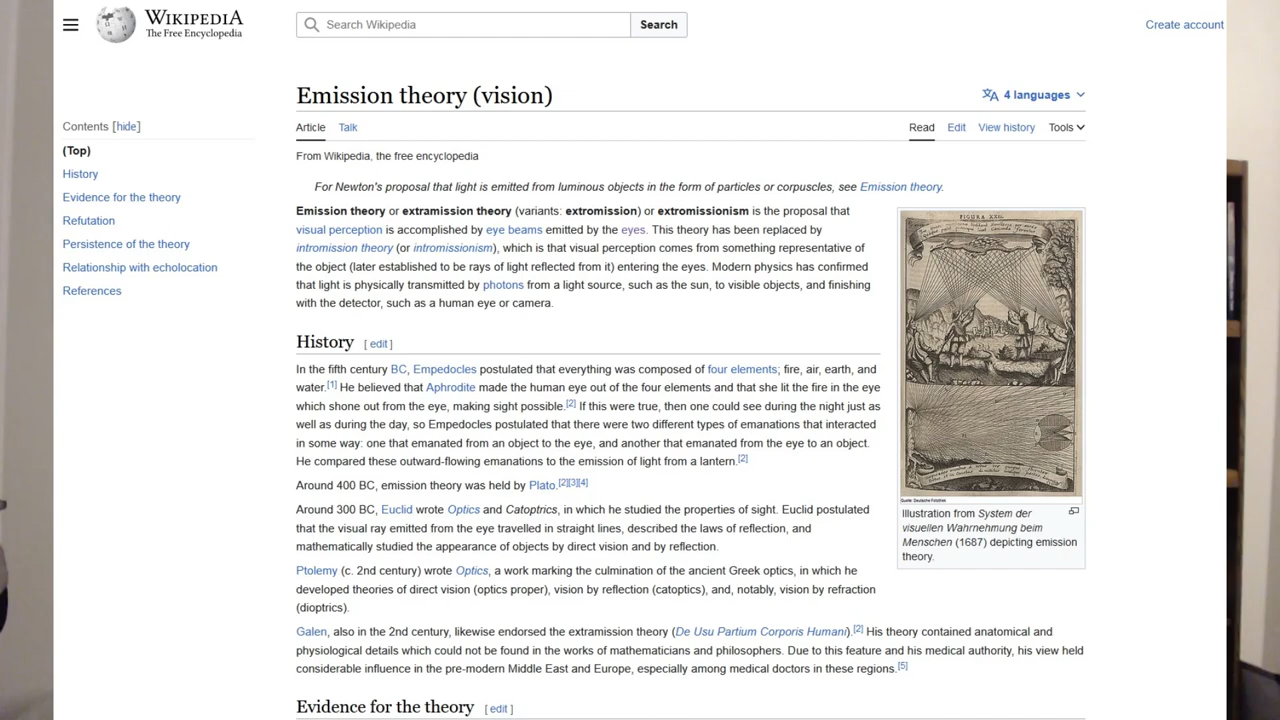 WIKIPEDIA
The Free Encyclopedia
Search Wikipedia
Search
Create account
Emission theory (vision)
4 languages
Contents [hide]
(Top)
History
Evidence for the theory
Refutation
Persistence of the theory
Relationship with echolocation
References
Article Talk
Read Edit View history Tools
From Wikipedia, the free encyclopedia
For Newton's proposal that light is emitted from luminous objects in the form of particles or corpuscles, see Emission theory.
Emission theory or extramission theory (variants: extromission) or extromissionism is the proposal that
visual perception is accomplished by eye beams emitted by the eyes. This theory has been replaced by
intromission theory (or intromissionism), which is that visual perception comes from something representative of
the object (later established to be rays of light reflected from it) entering the eyes. Modern physics has confirmed
that light is physically transmitted by photons from a light source, such as the sun, to visible objects, and finishing
with the detector, such as a human eye or camera.
FIGURA XXII.
Quelle: Deutsche Fotothek
Illustration from System der
visuellen Wahrnehmung beim
Menschen (1687) depicting emission
theory.
History [ edit ]
In the fifth century BC, Empedocles postulated that everything was composed of four elements; fire, air, earth, and
water.[1] He believed that Aphrodite made the human eye out of the four elements and that she lit the fire in the eye
which shone out from the eye, making sight possible.[2] If this were true, then one could see during the night just as
well as during the day, so Empedocles postulated that there were two different types of emanations that interacted
in some way: one that emanated from an object to the eye, and another that emanated from the eye to an object.
He compared these outward-flowing emanations to the emission of light from a lantern.[2]
Around 400 BC, emission theory was held by Plato.[2][3][4]
Around 300 BC, Euclid wrote Optics and Catoptrics, in which he studied the properties of sight. Euclid postulated
that the visual ray emitted from the eye travelled in straight lines, described the laws of reflection, and
mathematically studied the appearance of objects by direct vision and by reflection.
Ptolemy (c. 2nd century) wrote Optics, a work marking the culmination of the ancient Greek optics, in which he
developed theories of direct vision (optics proper), vision by reflection (catoptics), and, notably, vision by refraction
(dioptrics).
Galen, also in the 2nd century, likewise endorsed the extramission theory (De Usu Partium Corporis Humani).[2] His theory contained anatomical and
physiological details which could not be found in the works of mathematicians and philosophers. Due to this feature and his medical authority, his view held
considerable influence in the pre-modern Middle East and Europe, especially among medical doctors in these regions.[5]
Evidence for the theory [ edit ]